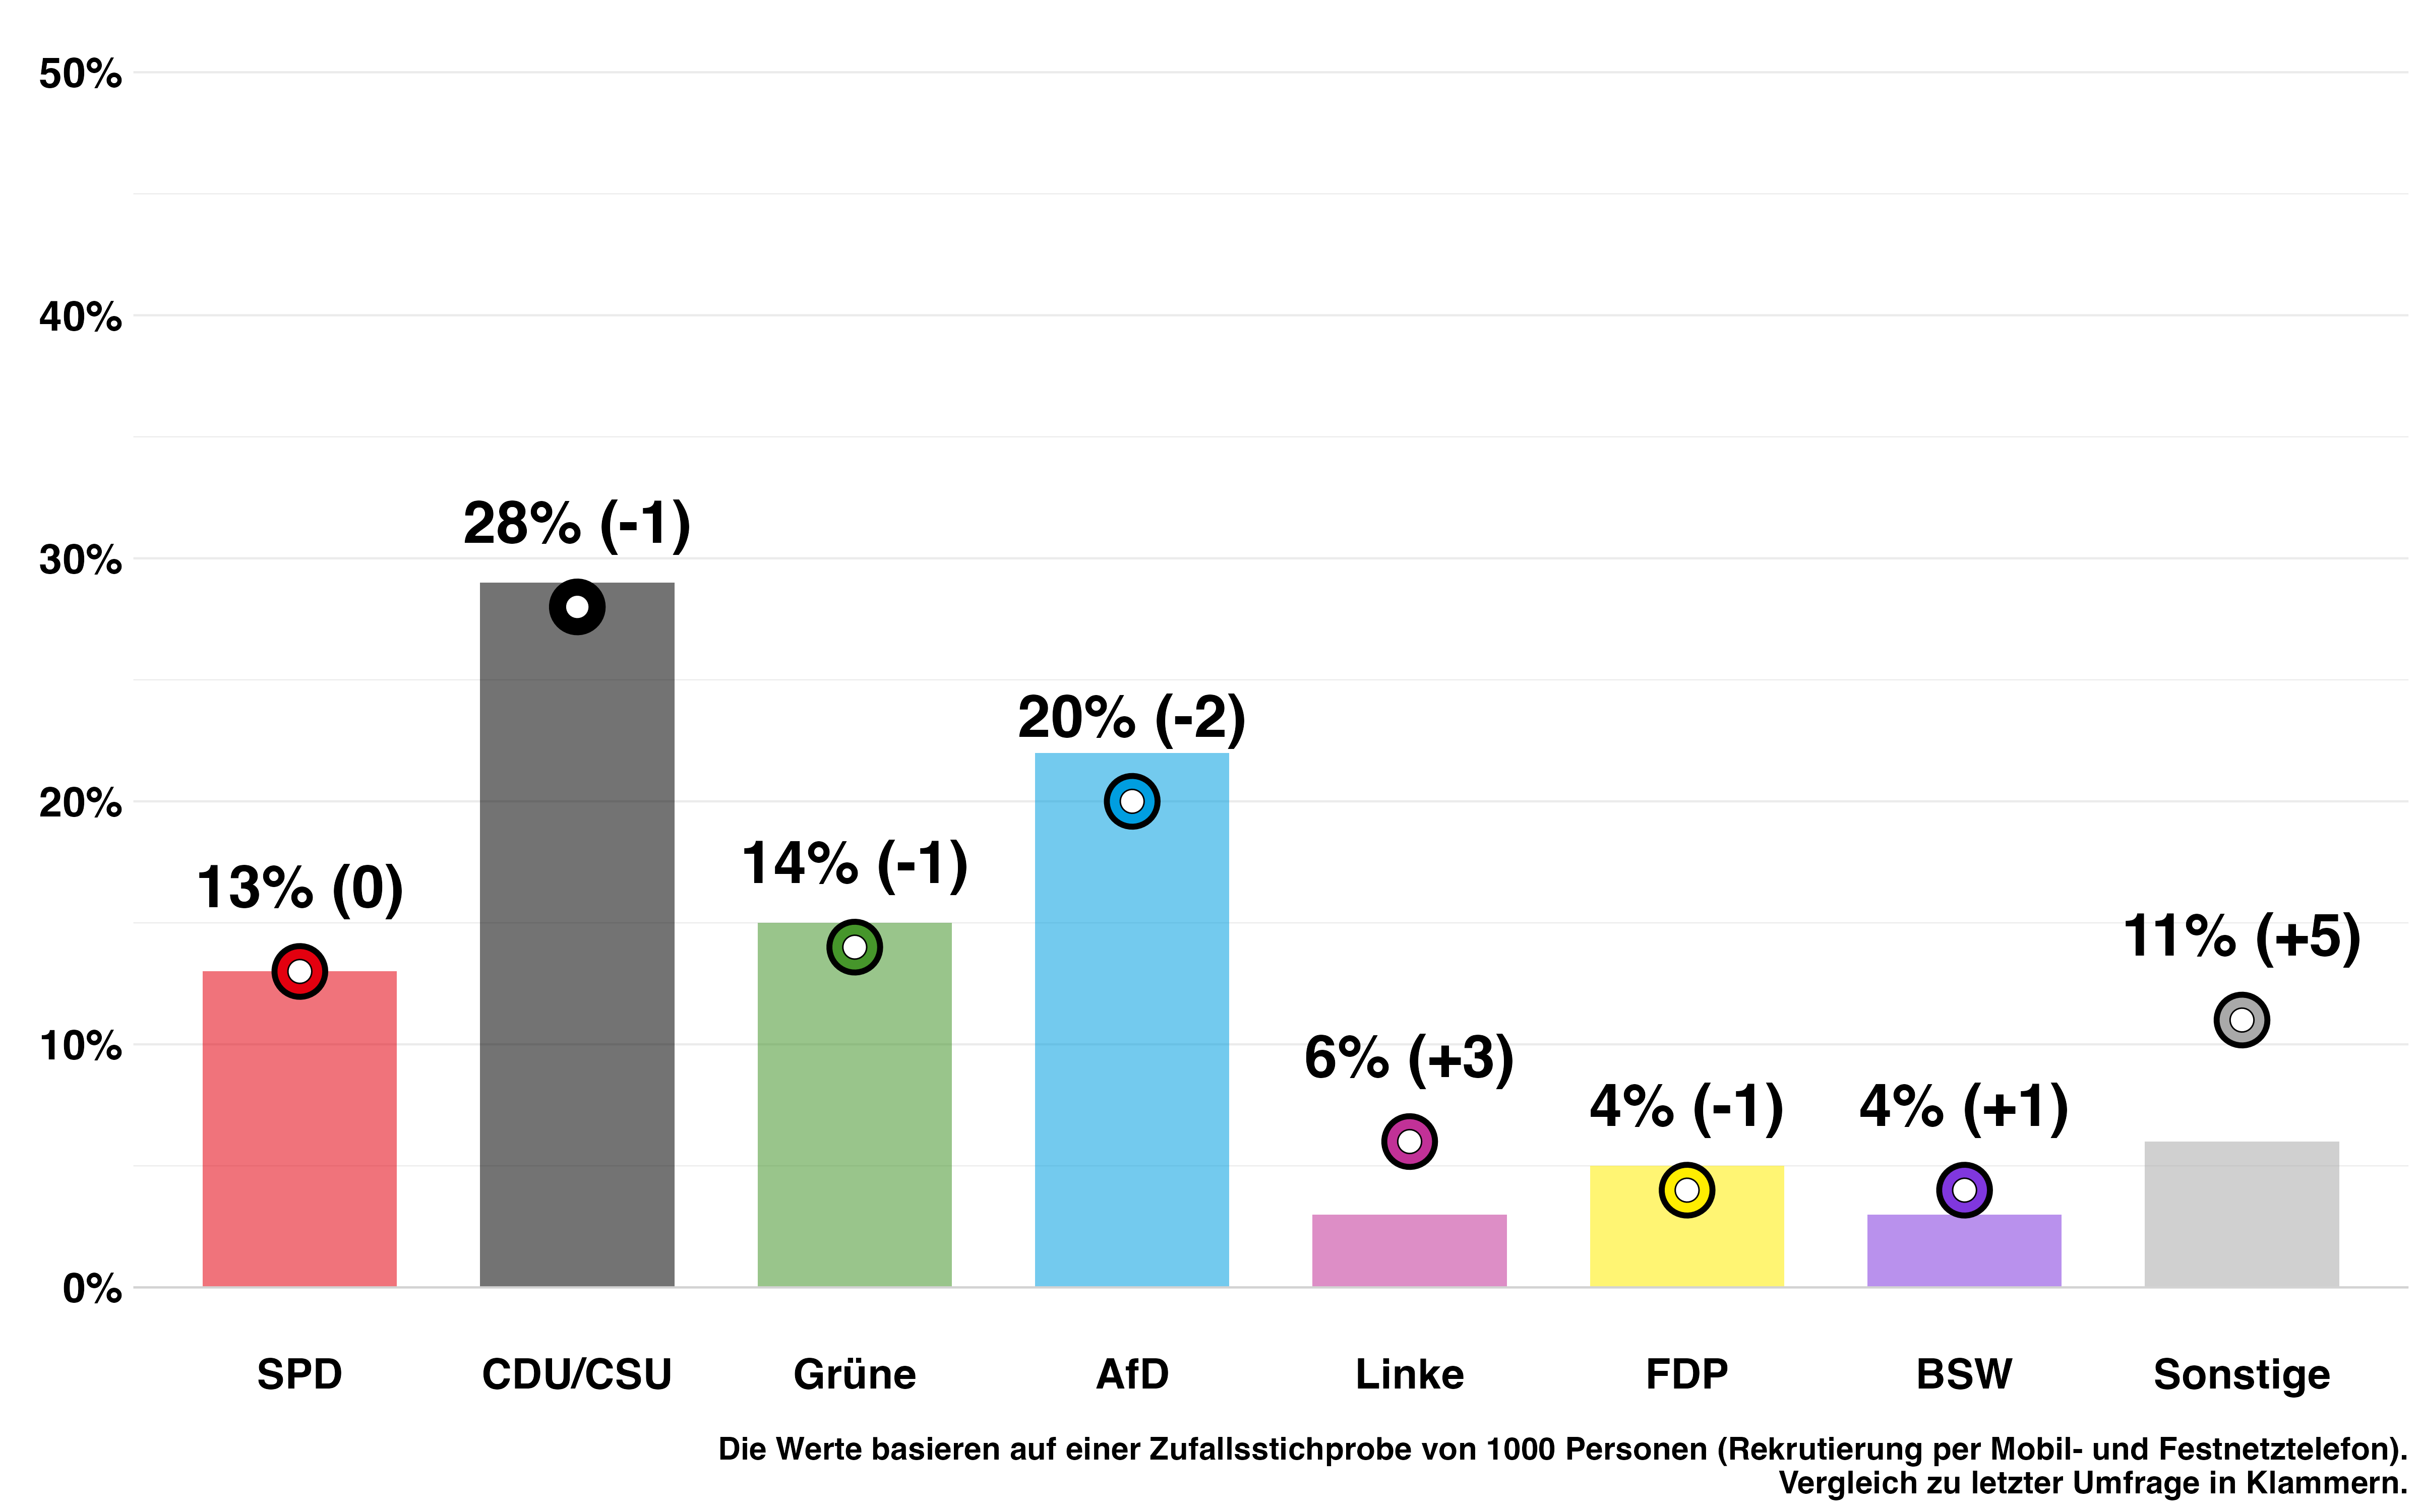 50%
40%
30%
20%
10%
0%
13% (0)
28% (-1)
14% (-1)
20% (-2)
6% (+3)
4% (-1)
4% (+1)
11% (+5)
SPD
CDU/CSU
Grüne
AfD
Linke
FDP
BSW
Sonstige
Die Werte basieren auf einer Zufallsstichprobe von 1000 Personen (Rekrutierung per Mobil- und Festnetztelefon).
Vergleich zu letzter Umfrage in Klammern.